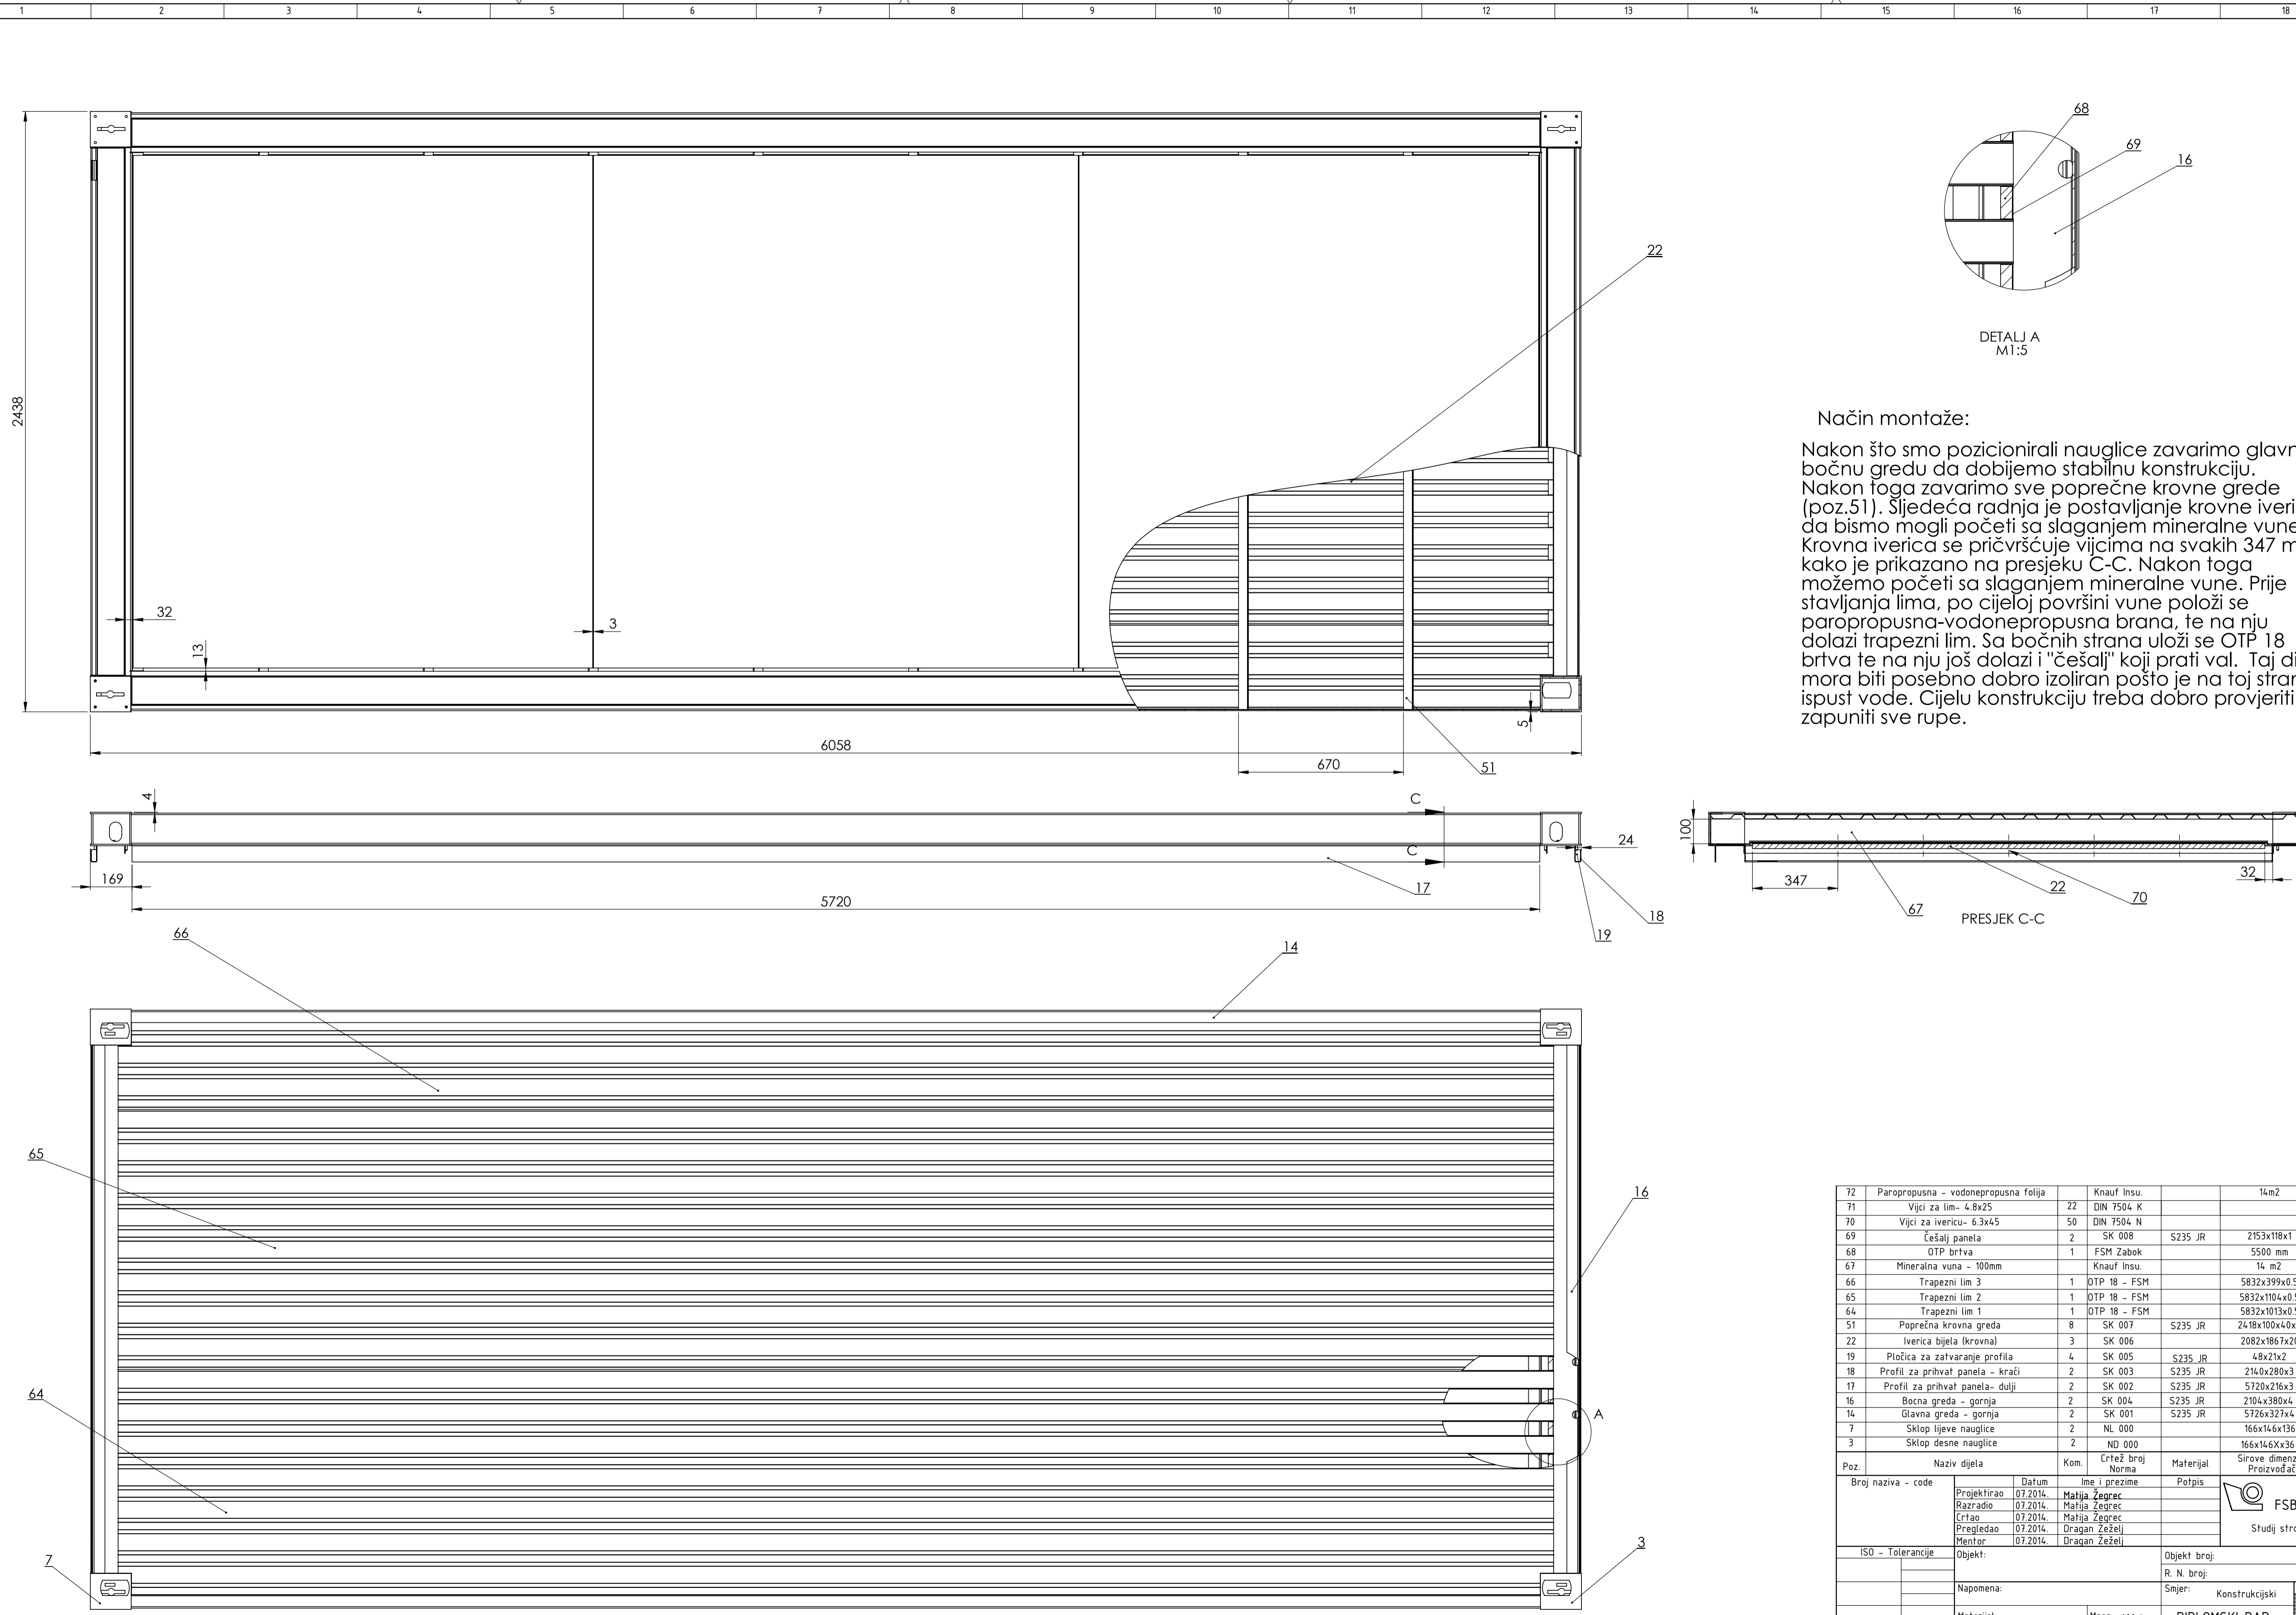 1 2 3 4 5 6 7 8 9 10 11 12 13 14 15 16 17 18
2438
32
13
3
22
5
6058
670
51
68
69
16
DETALJ A
M1:5
Način montaže:
Nakon što smo pozicionirali nauglice zavarimo glavn
bočnu gredu da dobijemo stabilnu konstrukciju.
Nakon toga zavarimo sve poprečne krovne grede
(poz.51). Sljedeća radnja je postavljanje krovne iveri
da bismo mogli početi sa slaganjem mineralne vune
Krovna iverica se pričvršćuje vijcima na svakih 347 m
kako je prikazano na presjeku C-C. Nakon toga
možemo početi sa slaganjem mineralne vune. Prije
stavljanja lima, po cijeloj površini vune položi se
paropropusna-vodonepropusna brana, te na nju
dolazi trapezni lim. Sa bočnih strana uloži se OTP 18
brtva te na nju još dolazi i "češalj" koji prati val. Taj di
mora biti posebno dobro izoliran pošto je na toj stran
ispust vode. Cijelu konstrukciju treba dobro provjeriti
zapuniti sve rupe.
4
C
C
24
169
5720
17
18
19
100
347
67
22
70
32
PRESJEK C-C
66
14
65
16
64
A
7
3
72 Paropropusna - vodonepropusna folija Knauf Insu. 14m2
71 Vijci za lim- 4.8x25 22 DIN 7504 K
70 Vijci za ivericu- 6.3x45 50 DIN 7504 N
69 Češalj panela 2 SK 008 S235 JR 2153x118x1
68 OTP brtva 1 FSM Zabok 5500 mm
67 Mineralna vuna - 100mm Knauf Insu. 14 m2
66 Trapezni lim 3 1 OTP 18 - FSM 5832x399x0.5
65 Trapezni lim 2 1 OTP 18 - FSM 5832x1104x0.5
64 Trapezni lim 1 1 OTP 18 - FSM 5832x1013x0.5
51 Poprečna krovna greda 8 SK 007 S235 JR 2418x100x40x
22 Iverica bijela (krovna) 3 SK 006 2082x1867x20
19 Pločica za zatvaranje profila 4 SK 005 S235 JR 48x21x2
18 Profil za prihvat panela - kraći 2 SK 003 S235 JR 2140x280x3
17 Profil za prihvat panela- dulji 2 SK 002 S235 JR 5720x216x3
16 Bocna greda - gornja 2 SK 004 S235 JR 2104x380x4
14 Glavna greda - gornja 2 SK 001 S235 JR 5726x327x4
7 Sklop lijeve nauglice 2 NL 000 166x146x136
3 Sklop desne nauglice 2 ND 000 166x146Xx36
Poz. Naziv dijela Kom. Crtež broj Norma Materijal Sirove dimenz Proizvođač
Broj naziva - code Datum Ime i prezime Potpis
Projektirao 07.2014. Matija Žegrec
Razradio 07.2014. Matija Žegrec
Crtao 07.2014. Matija Žegrec
Pregledao 07.2014. Dragan Žeželj
Mentor 07.2014. Dragan Žeželj
FSB
Studij stro
ISO - Tolerancije Objekt: Objekt broj:
R. N. broj:
Napomena: Smjer: Konstrukcijski